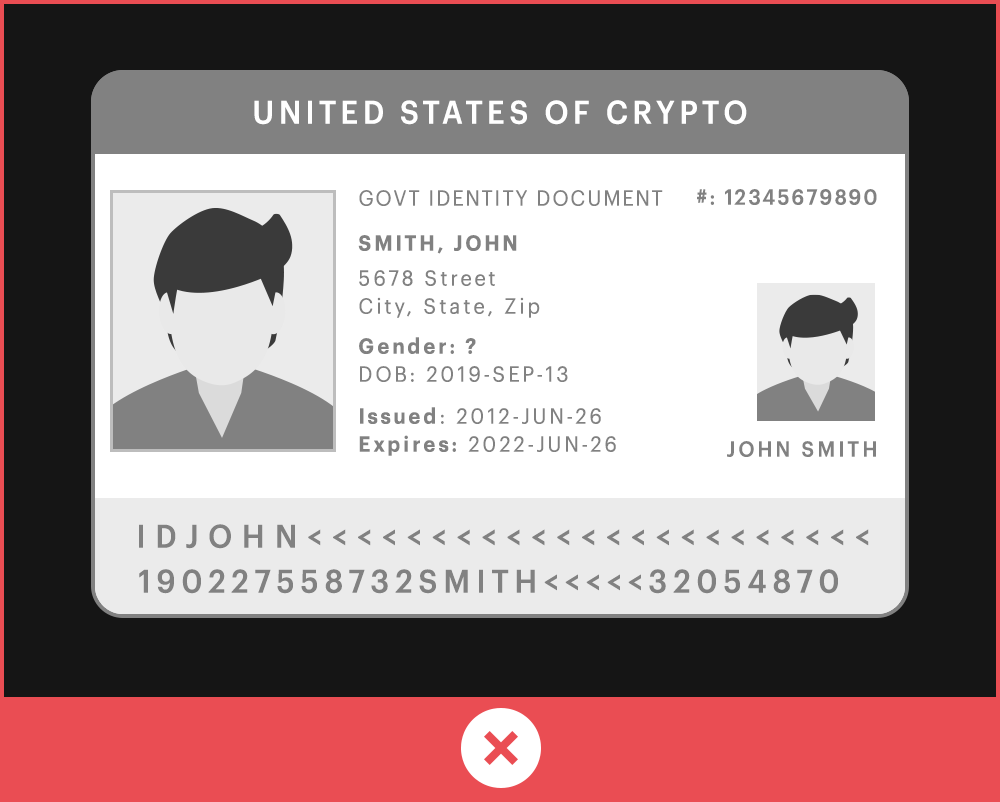 UNITED STATES OF CRYPTO
GOVT IDENTITY DOCUMENT #: 12345679890
SMITH, JOHN
5678 Street
City, State, Zip
Gender: ?
DOB: 2019-SEP-13
Issued: 2012-JUN-26
Expires: 2022-JUN-26
JOHN SMITH
IDJOHN<<<<<<<<<<<<<<<<<<<<<<<
190227558732SMITH<<<<<32054870